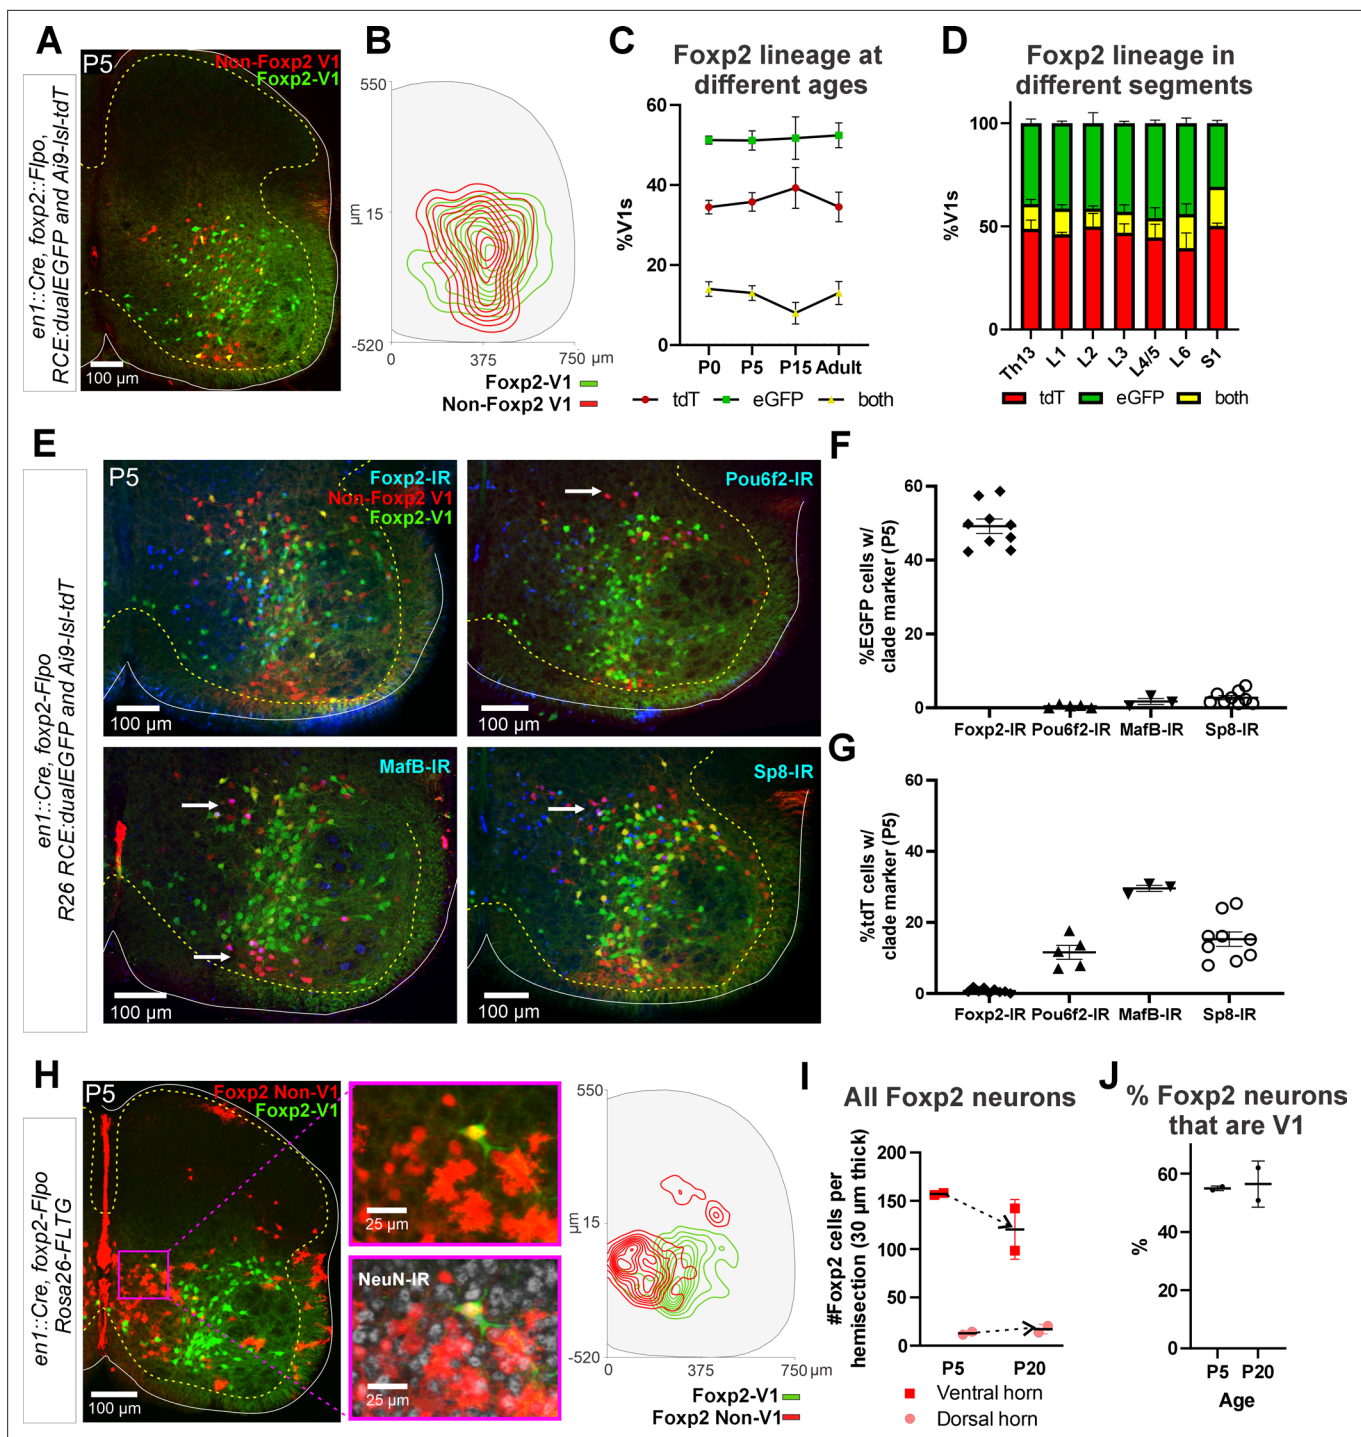 A
P5
Non-Foxp2 V1
Foxp2-V1
en1::Cre, foxp2::Flpo,
RCE:dualEGFP and Ai9-lsl-tdT
100 µm
B
550
µm
15
-520
0
375
750 µm
Foxp2-V1
Non-Foxp2 V1
C
Foxp2 lineage at
different ages
%V1s
60
40
20
0
P0 P5 P15 Adult
tdT eGFP both
D
Foxp2 lineage in
different segments
%V1s
100
50
0
Th13 L1 L2 L3 L4/5 L6 S1
tdT eGFP both
E
en1::Cre, foxp2-Flpo
R26 RCE:dualEGFP and Ai9-lsl-tdT
P5
Foxp2-IR
Non-Foxp2 V1
Foxp2-V1
100 µm
Pou6f2-IR
100 µm
MafB-IR
100 µm
Sp8-IR
100 µm
F
%EGFP cells w/
clade marker (P5)
60
40
20
0
Foxp2-IR Pou6f2-IR MafB-IR Sp8-IR
G
%tdT cells w/
clade marker (P5)
60
40
20
0
Foxp2-IR Pou6f2-IR MafB-IR Sp8-IR
H
en1::Cre, foxp2-Flpo
Rosa26-FLTG
P5
Foxp2 Non-V1
Foxp2-V1
100 µm
25 µm
NeuN-IR
25 µm
550
µm
15
-520
0
375
750 µm
Foxp2-V1
Foxp2 Non-V1
I
All Foxp2 neurons
#Foxp2 cells per
hemisection (30 µm thick)
200
150
100
50
0
P5 P20
Ventral horn
Dorsal horn
J
% Foxp2 neurons
that are V1
%
60
40
20
0
P5 P20
Age